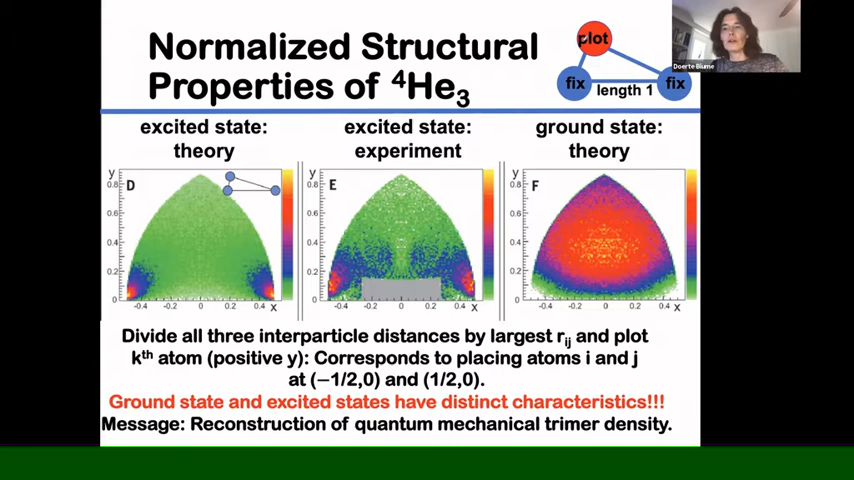 Normalized Structural
Properties of ⁴He₃
plot
fix
fix
length 1
Doerte Blume
excited state:
theory
excited state:
experiment
ground state:
theory
y
D
0.8
0.6
0.4
0.2
0
-0.4 -0.2 0 0.2 0.4 x
y
E
0.8
0.6
0.4
0.2
0
-0.4 -0.2 0 0.2 0.4 x
y
F
0.8
0.6
0.4
0.2
0
-0.4 -0.2 0 0.2 0.4 x
Divide all three interparticle distances by largest rᵢⱼ and plot
kᵗʰ atom (positive y): Corresponds to placing atoms i and j
at (−1/2,0) and (1/2,0).
Ground state and excited states have distinct characteristics!!!
Message: Reconstruction of quantum mechanical trimer density.